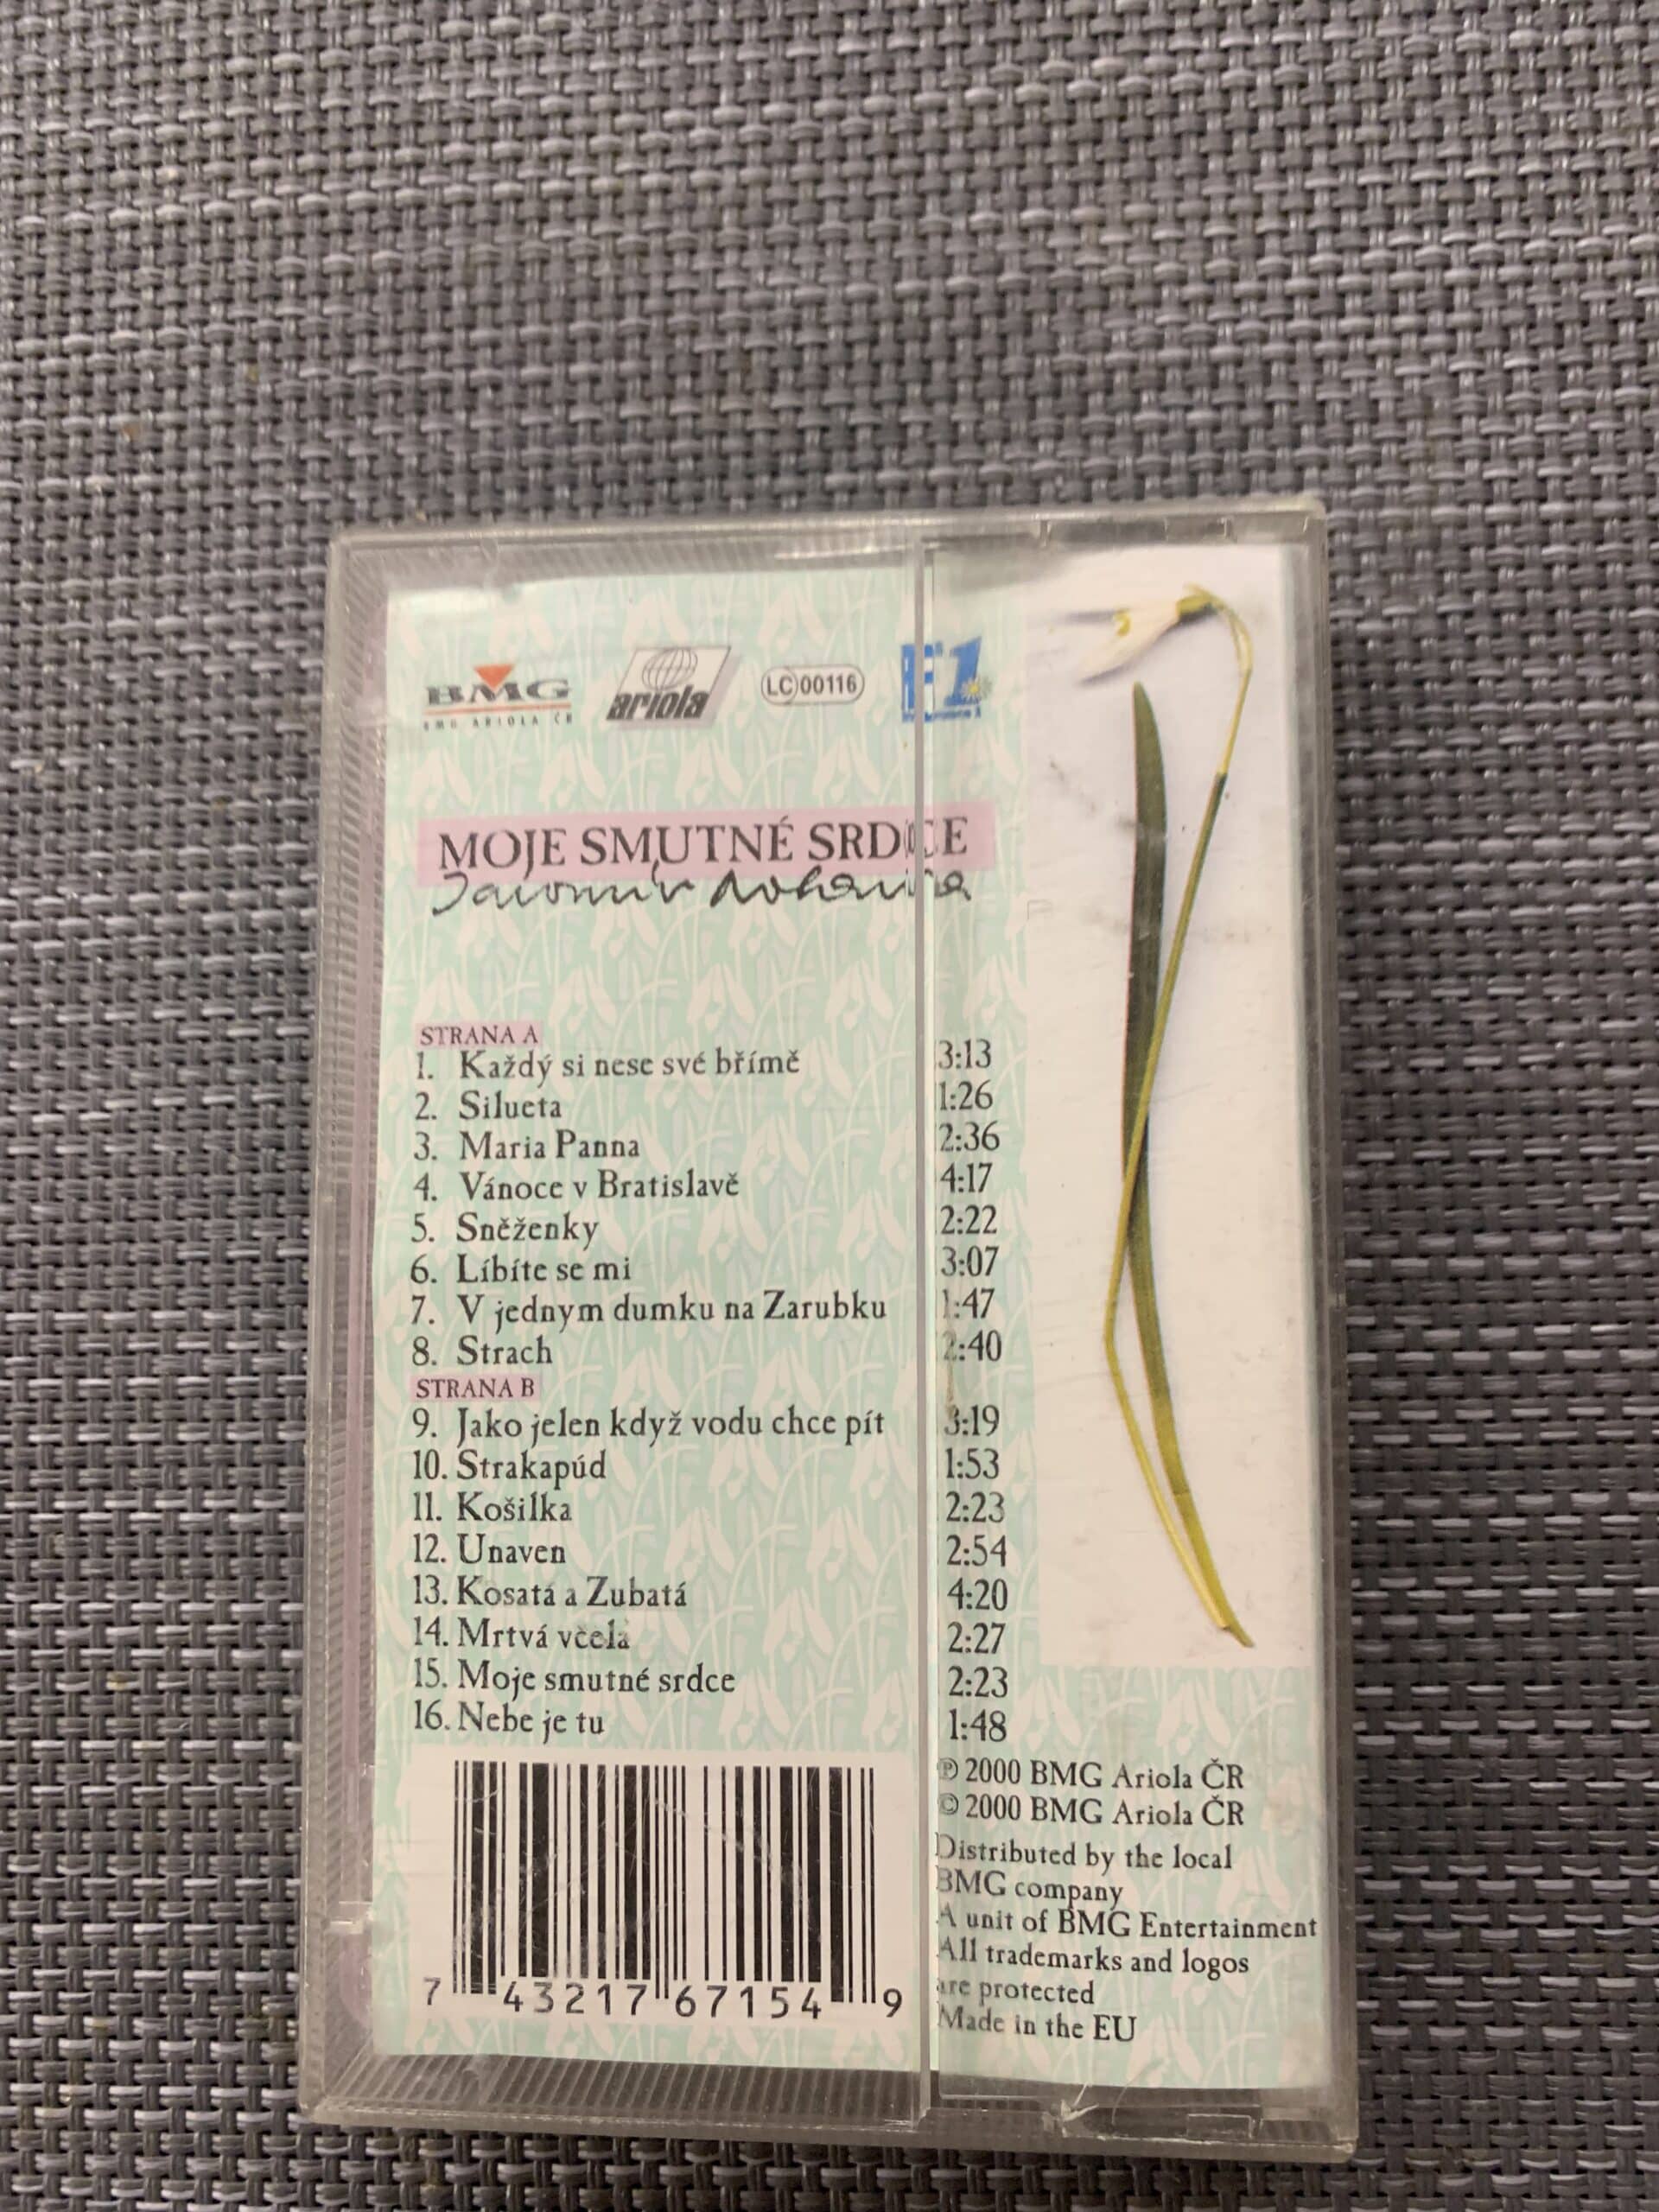 BMG
BMG ARIOLA ČR
ariola
LC 00116
MOJE SMUTNÉ SRDCE
Jaromír Nohavica
STRANA A
1. Každý si nese své břímě 3:13
2. Silueta 1:26
3. Maria Panna 2:36
4. Vánoce v Bratislavě 4:17
5. Sněženky 2:22
6. Líbíte se mi 3:07
7. V jednym dumku na Zarubku 1:47
8. Strach 2:40
STRANA B
9. Jako jelen když vodu chce pít 3:19
10. Strakapúd 1:53
11. Košilka 2:23
12. Unaven 2:54
13. Kosatá a Zubatá 4:20
14. Mrtvá včela 2:27
15. Moje smutné srdce 2:23
16. Nebe je tu 1:48
℗ 2000 BMG Ariola ČR
© 2000 BMG Ariola ČR
Distributed by the local
BMG company
A unit of BMG Entertainment
All trademarks and logos
are protected
Made in the EU
7 43217 67154 9